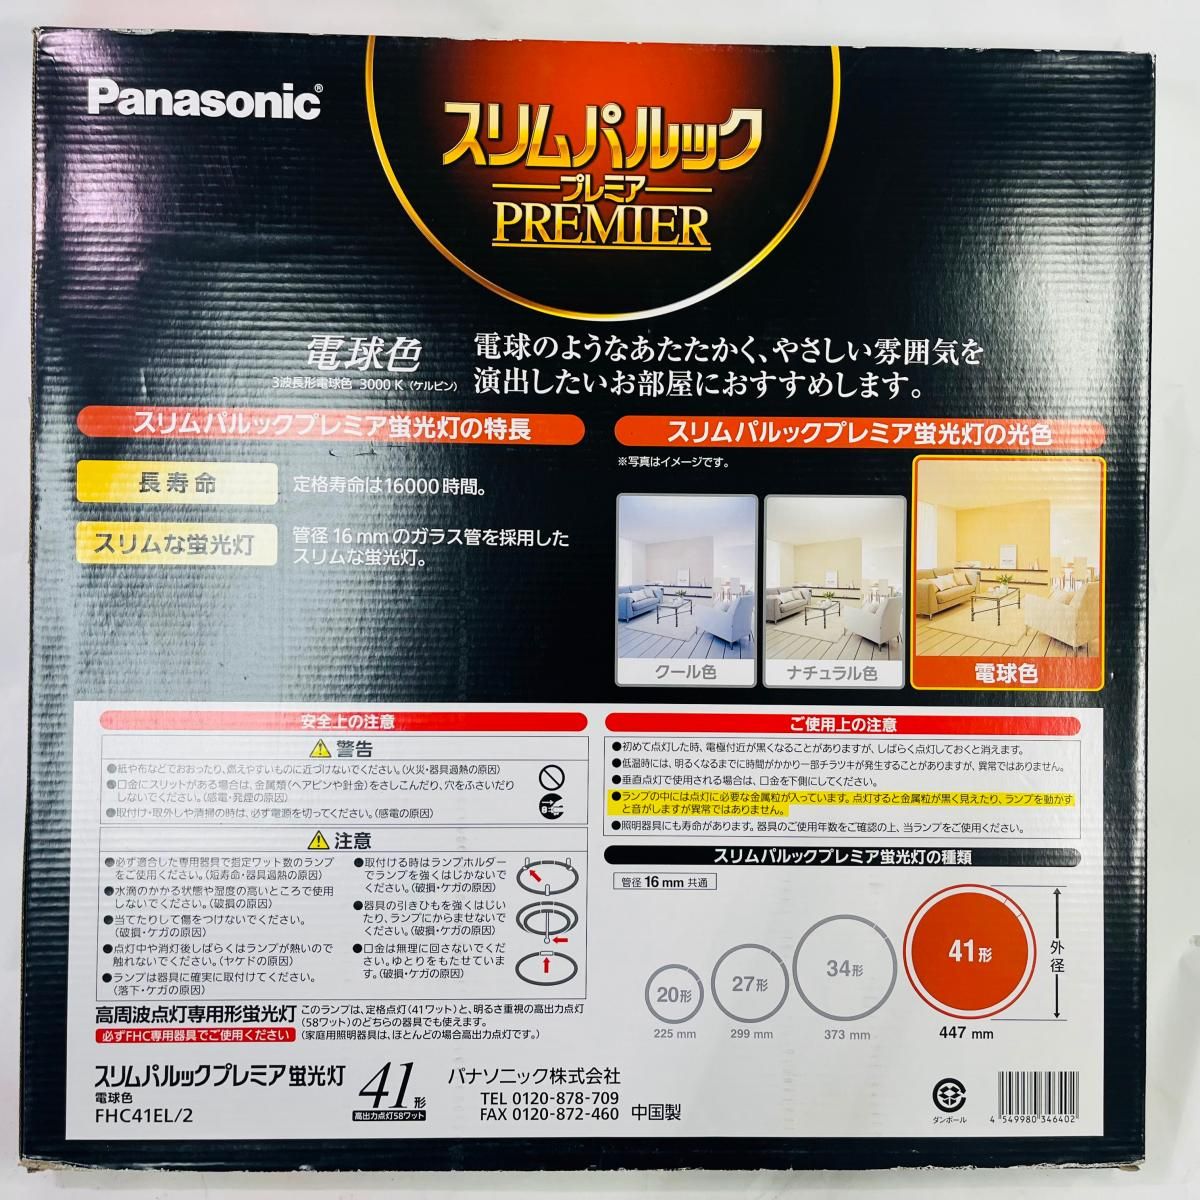 Panasonic®
スリムパルック
プレミア
PREMIER
電球色
3波長形電球色 3000 K (ケルビン)
電球のようなあたたかく、やさしい雰囲気を
演出したいお部屋におすすめします。
スリムパルックプレミア蛍光灯の特長
長寿命
定格寿命は16000時間。
スリムな蛍光灯
管径16 mmのガラス管を採用した
スリムな蛍光灯。
スリムパルックプレミア蛍光灯の光色
※写真はイメージです。
クール色
ナチュラル色
電球色
安全上の注意
警告
●紙や布などでおおったり、燃えやすいものに近づけないでください。(火災・器具過熱の原因)
●口金にスリットがある場合は、金属類(ヘアピンや針金)をさしこんだり、穴をふさいだり
しないでください。(感電・発煙の原因)
●取付け・取外しや清掃の時は、必ず電源を切ってください。(感電の原因)
注意
●必ず適合した専用器具で指定ワット数のランプ
をご使用ください。(短寿命・器具過熱の原因)
●水滴のかかる状態や湿度の高いところで使用
しないでください。(破損の原因)
●当てたりして傷をつけないでください。
(破損・ケガの原因)
●点灯中や消灯後しばらくはランプが熱いので
触れないでください。(ヤケドの原因)
●ランプは器具に確実に取付けてください。
(落下・ケガの原因)
●取付ける時はランプホルダー
でランプを強くはじかないで
ください。(破損・ケガの原因)
●器具の引きひもを強くはじい
たり、ランプにからませないで
ください。(破損・ケガの原因)
●口金は無理に回さないでくだ
さい。ゆとりをもたせていま
す。(破損・ケガの原因)
高周波点灯専用形蛍光灯
必ずFHC専用器具でご使用ください
このランプは、定格点灯(41ワット)と、明るさ重視の高出力点灯
(58ワット)のどちらの器具でも使えます。
(家庭用照明器具は、ほとんどの場合高出力点灯です。)
ご使用上の注意
●初めて点灯した時、電極付近が黒くなることがありますが、しばらく点灯しておくと消えます。
●低温時には、明るくなるまでに時間がかかり一部チラツキが発生することがありますが、異常ではありません。
●垂直点灯で使用される場合は、口金を下側にしてください。
●ランプの中には点灯に必要な金属粒が入っています。点灯すると金属粒が黒く見えたり、ランプを動かす
と音がしますが異常ではありません。
●照明器具にも寿命があります。器具のご使用年数をご確認の上、当ランプをご使用ください。
スリムパルックプレミア蛍光灯の種類
管径16 mm 共通
20形
225 mm
27形
299 mm
34形
373 mm
41形
447 mm
外径
スリムパルックプレミア蛍光灯
電球色
FHC41EL/2
41形
高出力点灯58ワット
パナソニック株式会社
TEL 0120-878-709
FAX 0120-872-460 中国製
ダンボール
4 549980 346402